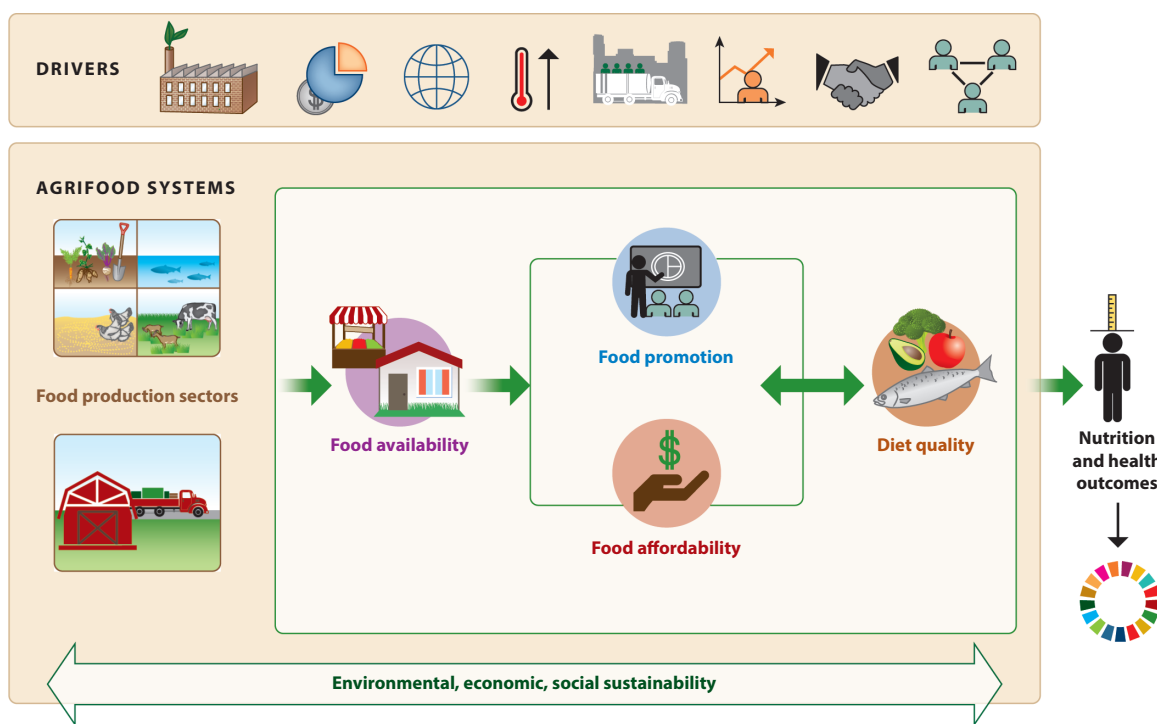 DRIVERS
AGRIFOOD SYSTEMS
Food production sectors
Food availability
Food promotion
Food affordability
Diet quality
Nutrition
and health
outcomes
Environmental, economic, social sustainability
$
$